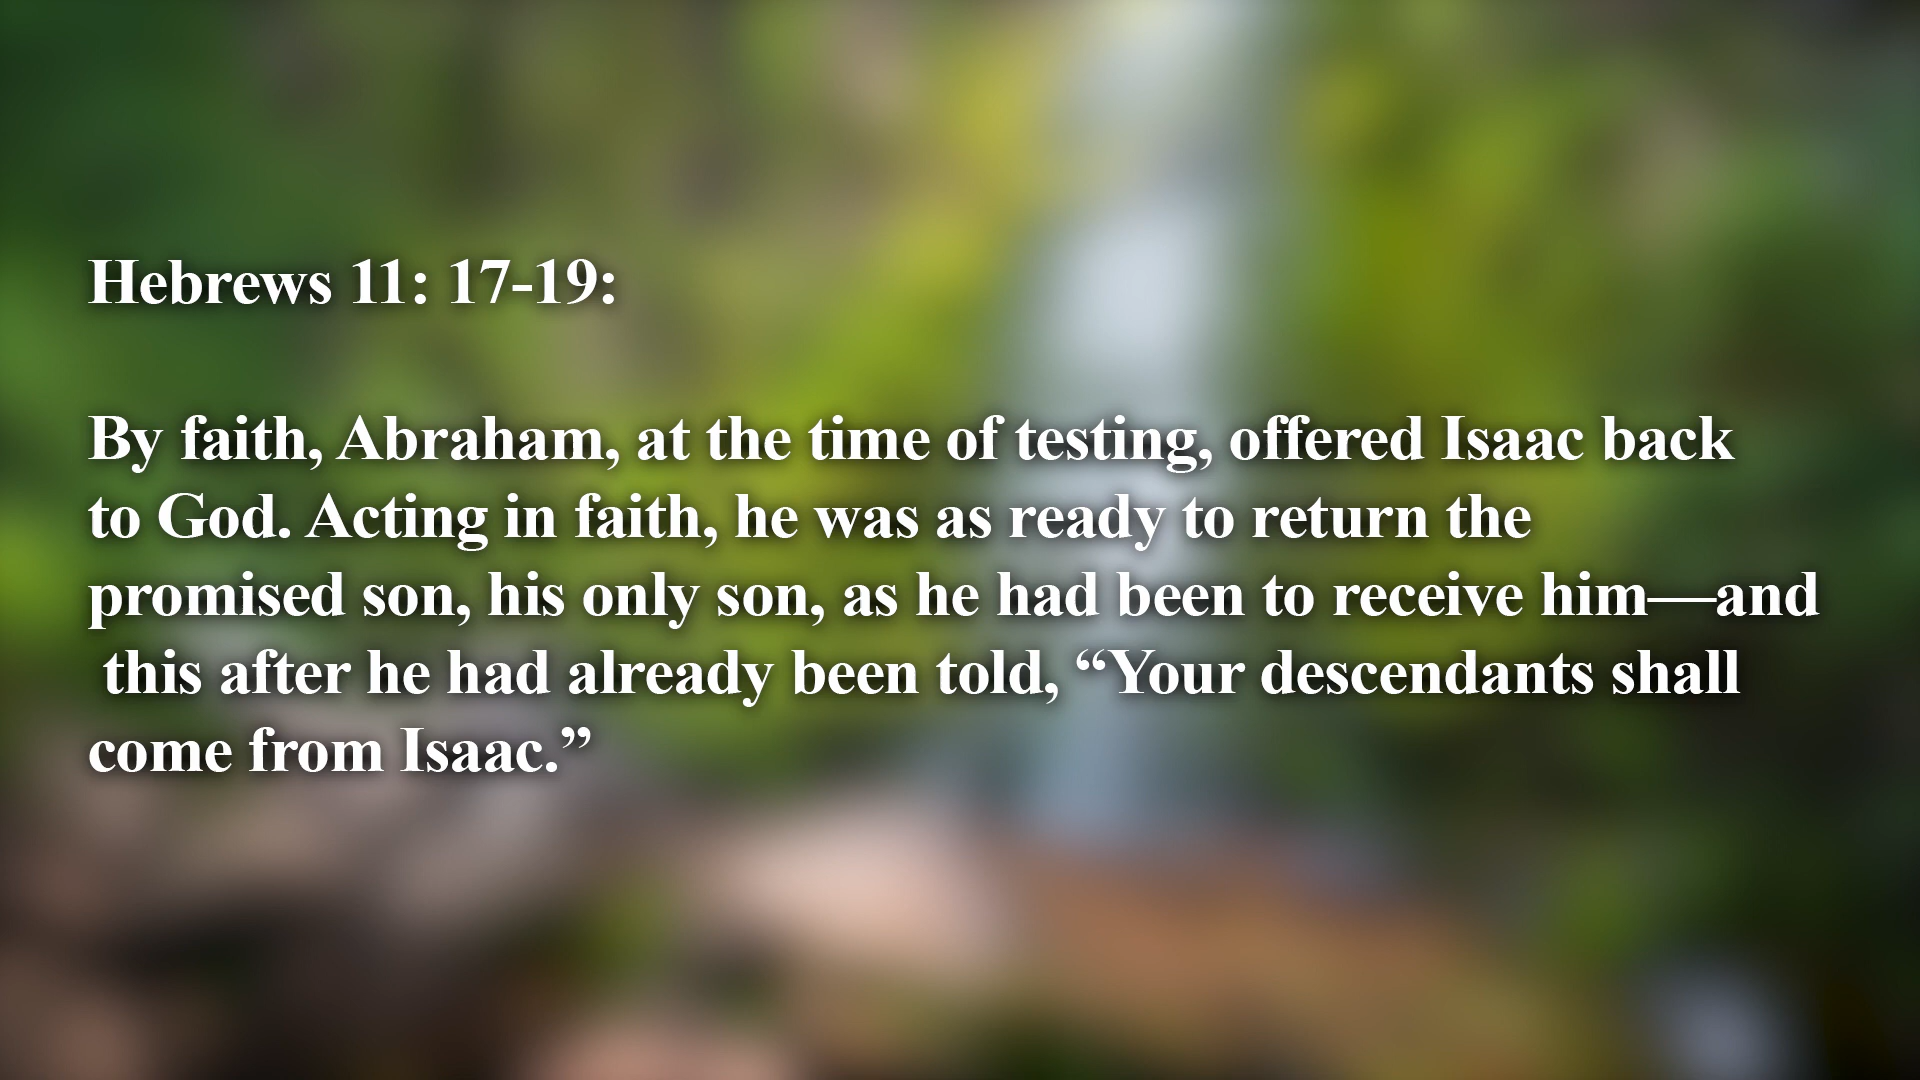 Hebrews 11: 17-19:
By faith, Abraham, at the time of testing, offered Isaac back
to God. Acting in faith, he was as ready to return the
promised son, his only son, as he had been to receive him—and
this after he had already been told, “Your descendants shall
come from Isaac.”